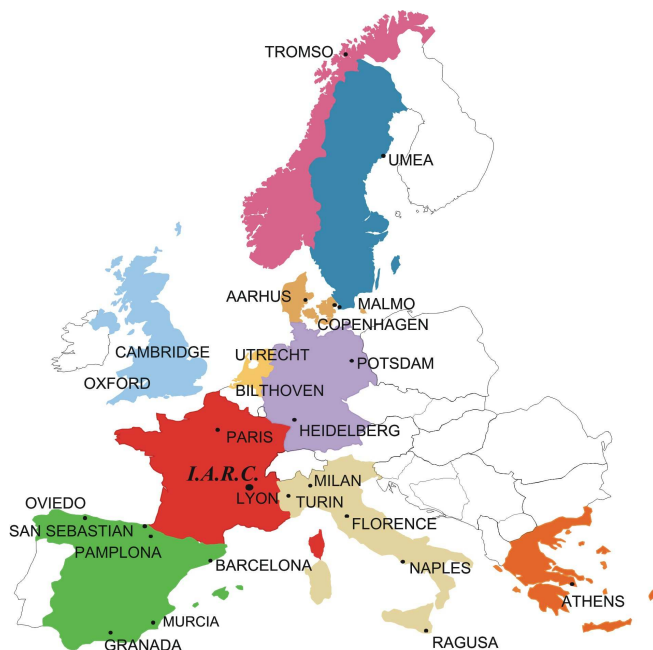 TROMSO
UMEA
AARHUS
MALMO
COPENHAGEN
CAMBRIDGE
UTRECHT
POTSDAM
OXFORD
BILTHOVEN
PARIS
HEIDELBERG
I.A.R.C.
MILAN
LYON
TURIN
OVIEDO
FLORENCE
SAN SEBASTIAN
PAMPLONA
BARCELONA
NAPLES
ATHENS
MURCIA
GRANADA
RAGUSA